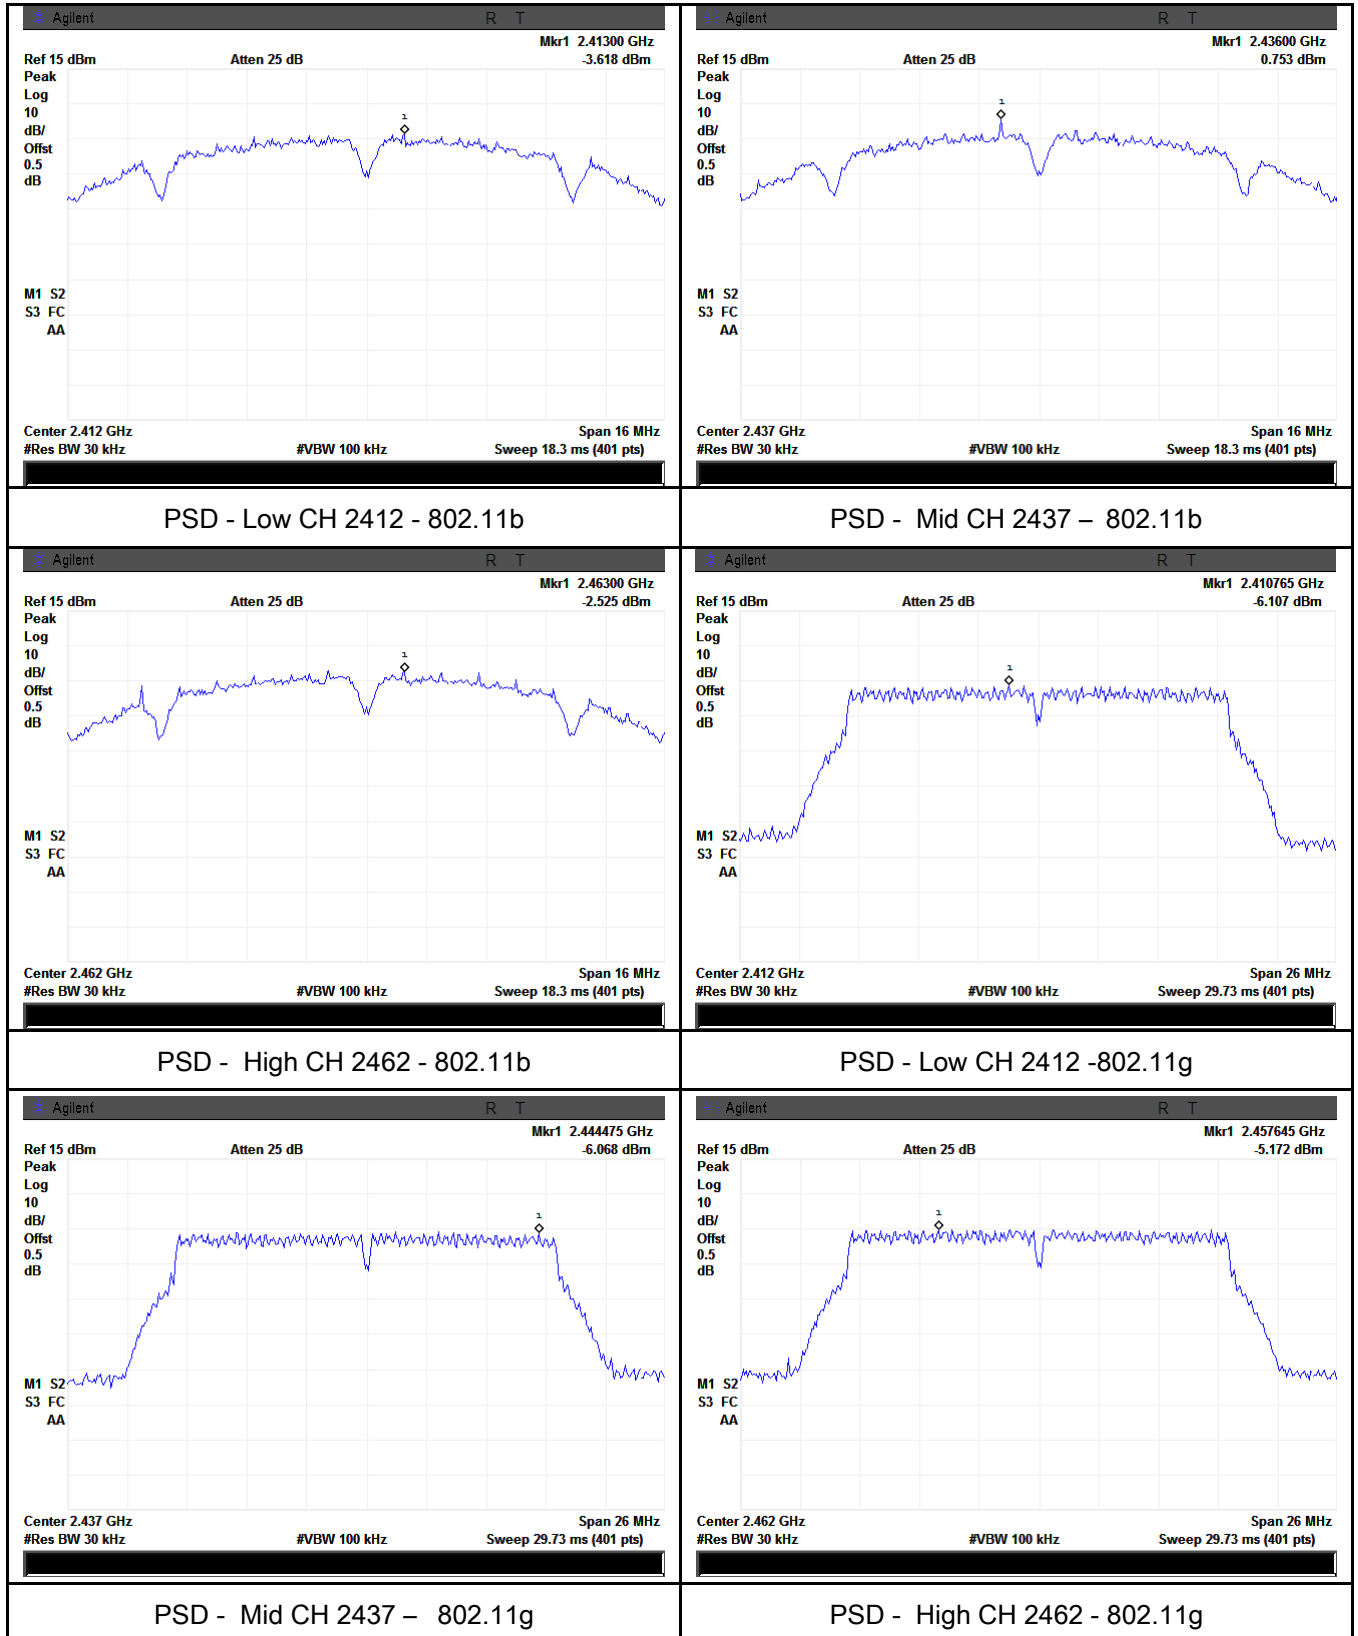 Agilent R T
Mkr1 2.41300 GHz
Ref 15 dBm Atten 25 dB -3.618 dBm
Peak
Log
10
dB/
Offst
0.5
dB
1
M1 S2
S3 FC
AA
Center 2.412 GHz Span 16 MHz
#Res BW 30 kHz #VBW 100 kHz Sweep 18.3 ms (401 pts)
PSD - Low CH 2412 - 802.11b
Agilent R T
Mkr1 2.43600 GHz
Ref 15 dBm Atten 25 dB 0.753 dBm
Peak
Log
10
dB/
Offst
0.5
dB
1
M1 S2
S3 FC
AA
Center 2.437 GHz Span 16 MHz
#Res BW 30 kHz #VBW 100 kHz Sweep 18.3 ms (401 pts)
PSD - Mid CH 2437 – 802.11b
Agilent R T
Mkr1 2.46300 GHz
Ref 15 dBm Atten 25 dB -2.525 dBm
Peak
Log
10
dB/
Offst
0.5
dB
1
M1 S2
S3 FC
AA
Center 2.462 GHz Span 16 MHz
#Res BW 30 kHz #VBW 100 kHz Sweep 18.3 ms (401 pts)
PSD - High CH 2462 - 802.11b
Agilent R T
Mkr1 2.410765 GHz
Ref 15 dBm Atten 25 dB -6.107 dBm
Peak
Log
10
dB/
Offst
0.5
dB
1
M1 S2
S3 FC
AA
Center 2.412 GHz Span 26 MHz
#Res BW 30 kHz #VBW 100 kHz Sweep 29.73 ms (401 pts)
PSD - Low CH 2412 -802.11g
Agilent R T
Mkr1 2.444475 GHz
Ref 15 dBm Atten 25 dB -6.068 dBm
Peak
Log
10
dB/
Offst
0.5
dB
1
M1 S2
S3 FC
AA
Center 2.437 GHz Span 26 MHz
#Res BW 30 kHz #VBW 100 kHz Sweep 29.73 ms (401 pts)
PSD - Mid CH 2437 – 802.11g
Agilent R T
Mkr1 2.457645 GHz
Ref 15 dBm Atten 25 dB -5.172 dBm
Peak
Log
10
dB/
Offst
0.5
dB
1
M1 S2
S3 FC
AA
Center 2.462 GHz Span 26 MHz
#Res BW 30 kHz #VBW 100 kHz Sweep 29.73 ms (401 pts)
PSD - High CH 2462 - 802.11g